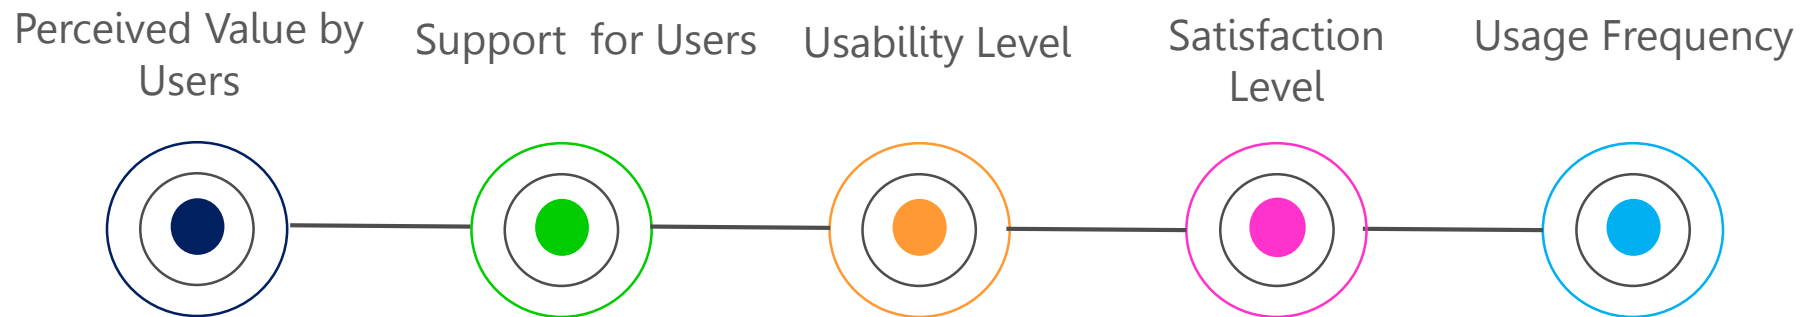 Perceived Value by
Users
Support  for Users
Usability Level
Satisfaction
Level
Usage Frequency